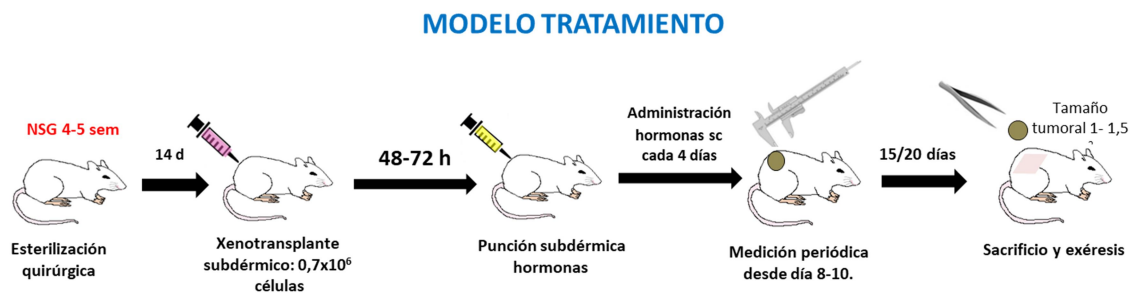 MODELO TRATAMIENTO
NSG 4-5 sem
Esterilización
quirúrgica
14 d
Xenotransplante
subdérmico: 0,7x10⁶
células
48-72 h
Punción subdérmica
hormonas
Administración
hormonas sc
cada 4 días
Medición periódica
desde día 8-10.
15/20 días
Tamaño
tumoral 1- 1,5
Sacrificio y exéresis